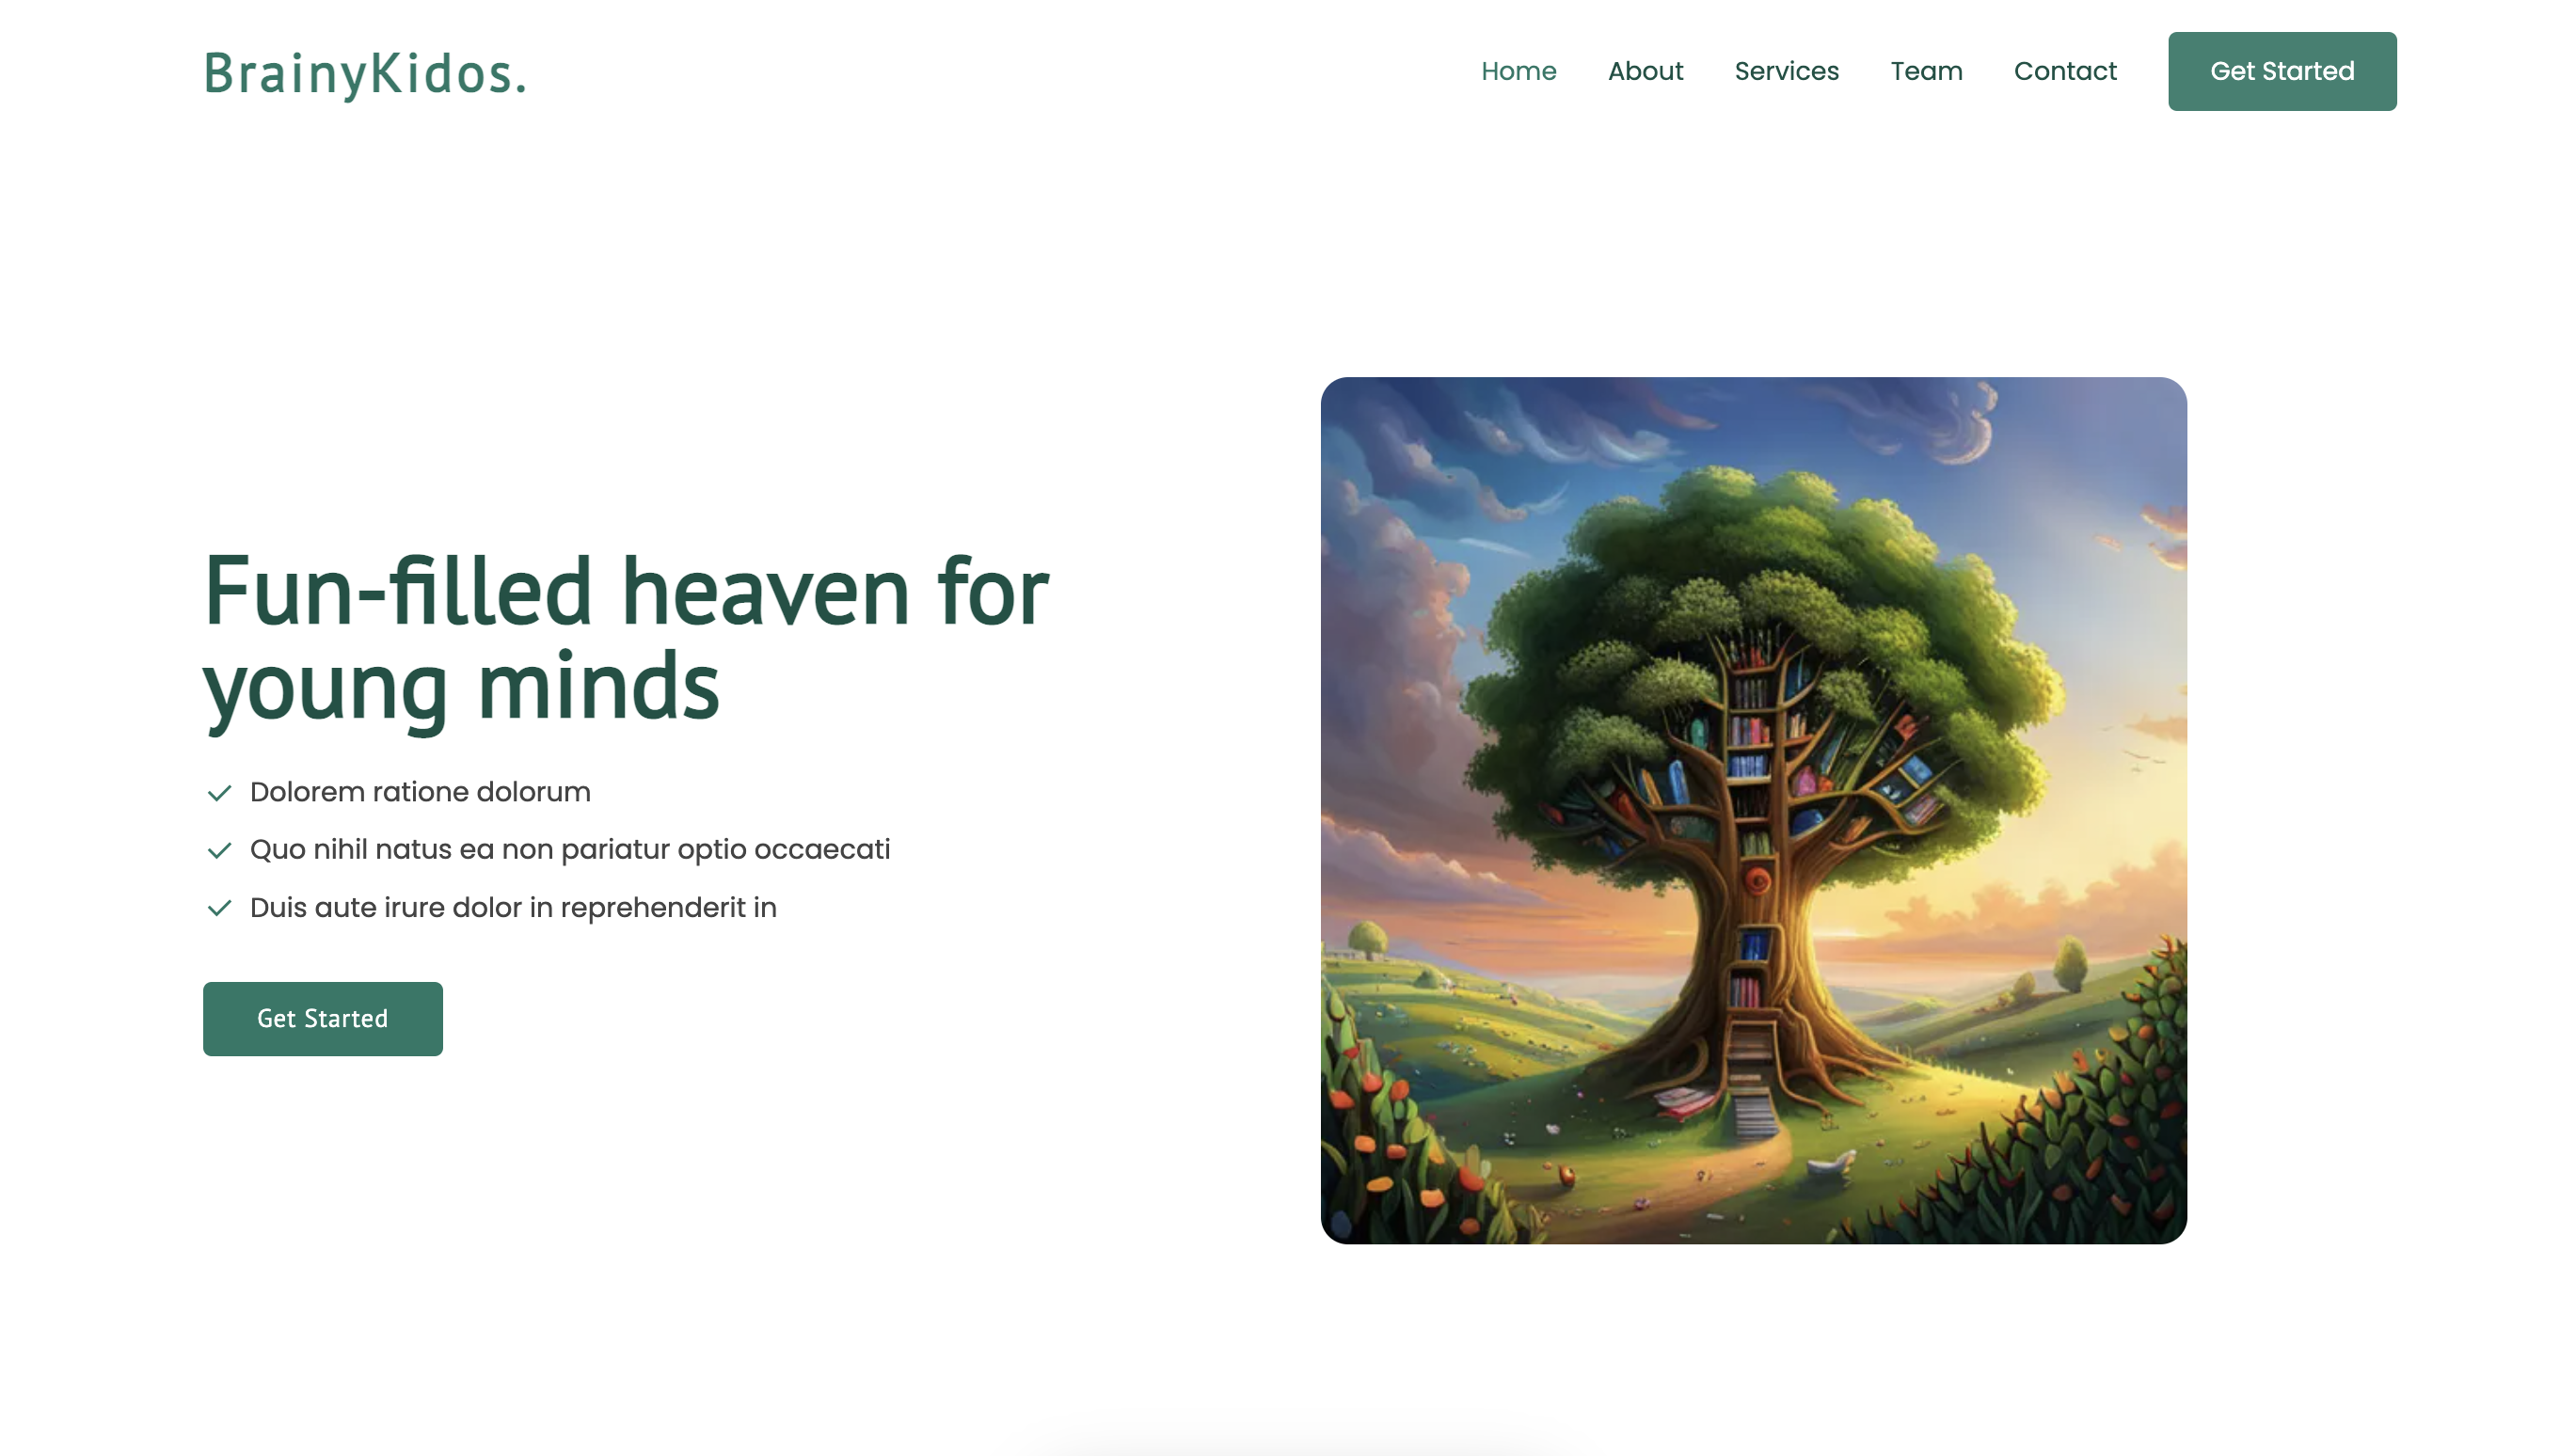 BrainyKidos.
Home About Services Team Contact Get Started
Fun-filled heaven for
young minds
Dolorem ratione dolorum
Quo nihil natus ea non pariatur optio occaecati
Duis aute irure dolor in reprehenderit in
Get Started